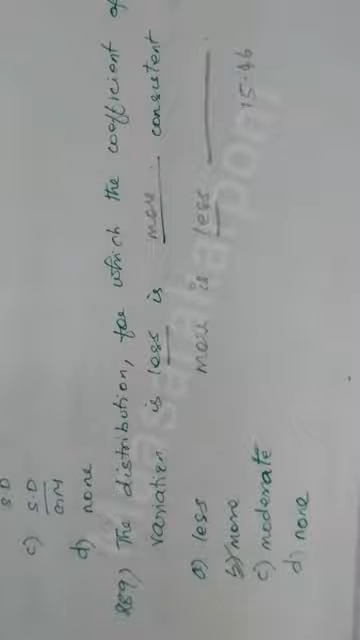 S.D
c) S.D
G.M
d) none
889) The distribution, for which the coefficient of
variation is less is more consistent
a) less more is less
b) more 15.46
c) moderate
d) none